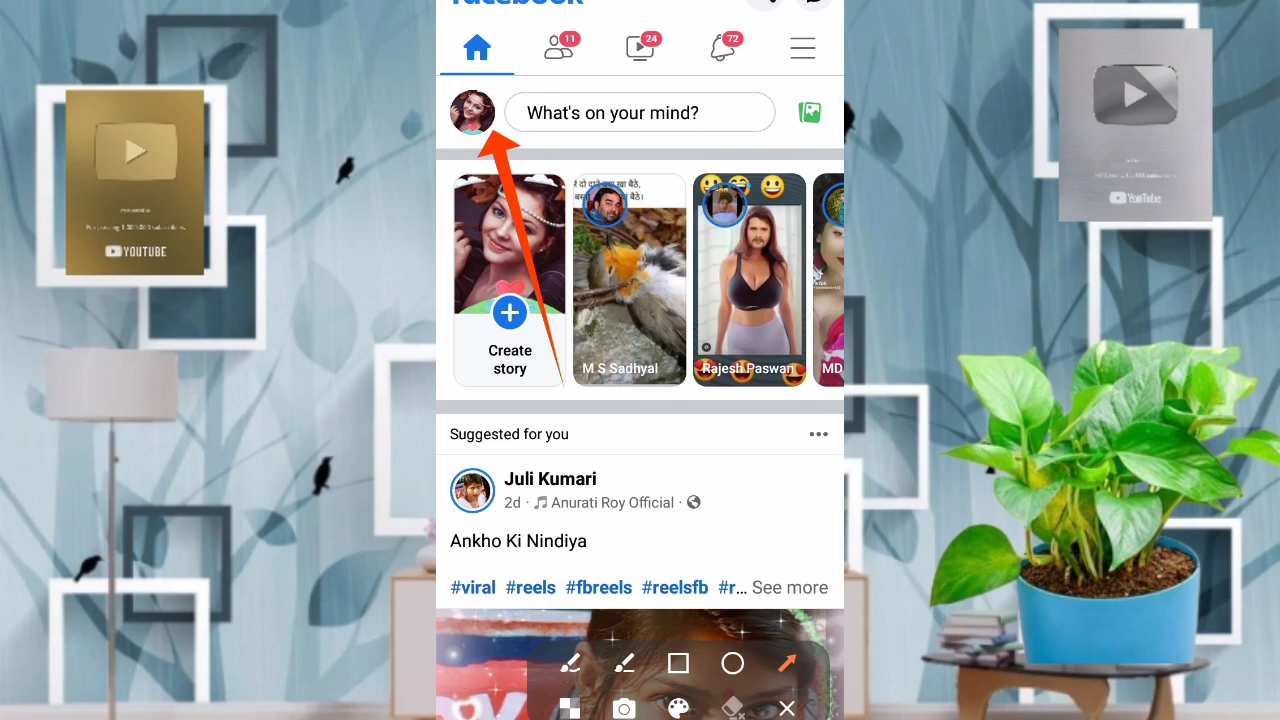 facebook
11
24
72
What's on your mind?
Create
story
M S Sadhyal
Rajesh Paswan
MD
Suggested for you
Juli Kumari
2d · Anurati Roy Official ·
Ankho Ki Nindiya
#viral #reels #fbreels #reelsfb #r... See more
YOUTUBE
YouTube